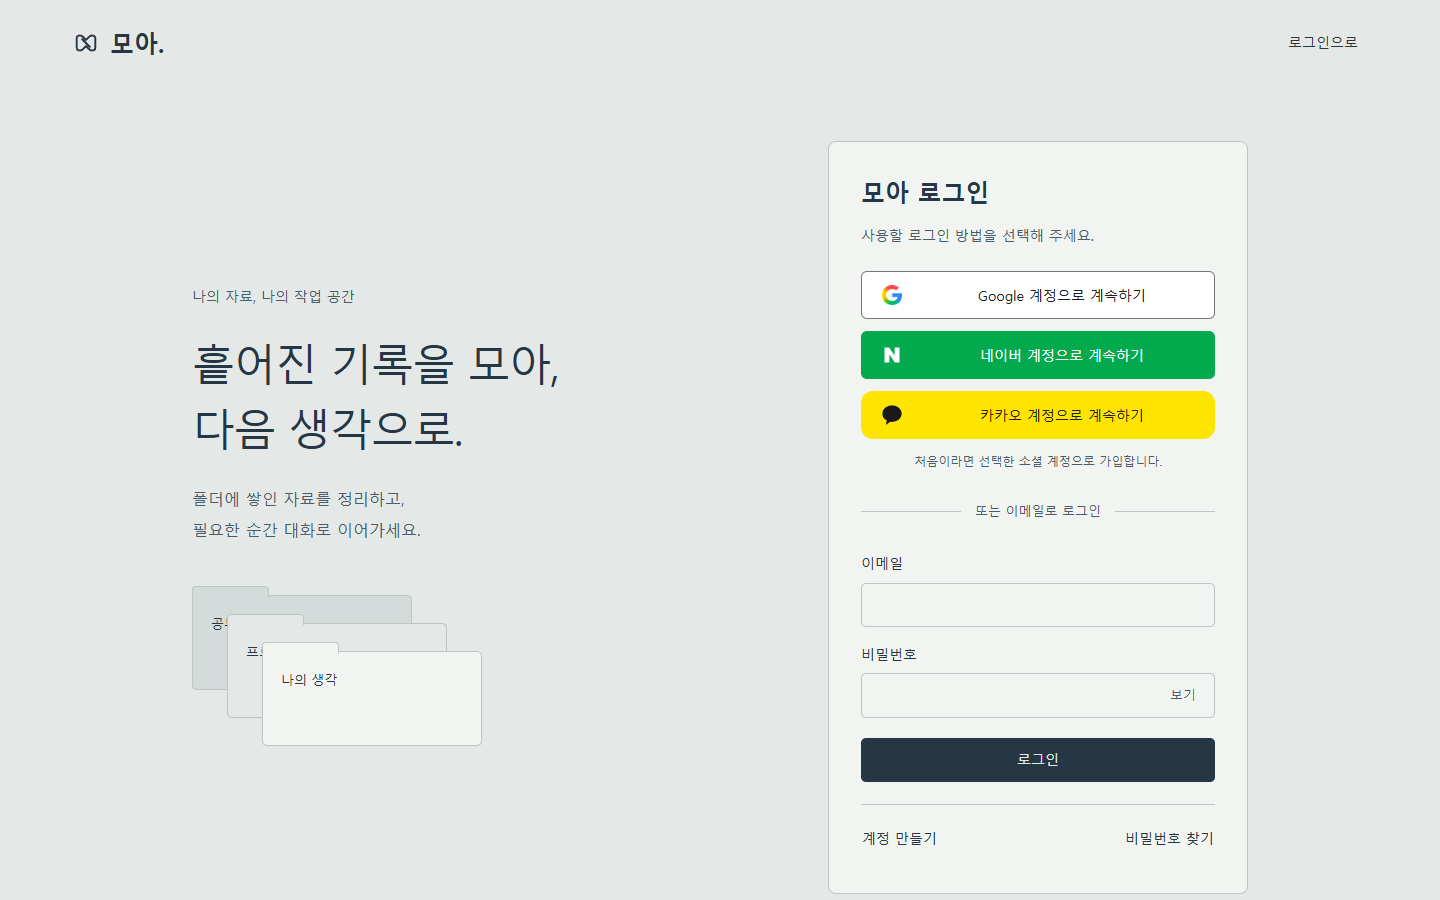 모아.
로그인으로
나의 자료, 나의 작업 공간
흩어진 기록을 모아,
다음 생각으로.
폴더에 쌓인 자료를 정리하고,
필요한 순간 대화로 이어가세요.
나의 생각
모아 로그인
사용할 로그인 방법을 선택해 주세요.
Google 계정으로 계속하기
네이버 계정으로 계속하기
카카오 계정으로 계속하기
처음이라면 선택한 소셜 계정으로 가입합니다.
또는 이메일로 로그인
이메일
비밀번호
보기
로그인
계정 만들기
비밀번호 찾기